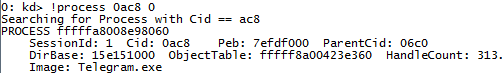 0: kd> !process 0ac8 0
Searching for Process with Cid == ac8
PROCESS fffffa8008e98060
SessionId: 1 Cid: 0ac8 Peb: 7efdf000 ParentCid: 06c0
DirBase: 15e151000 ObjectTable: fffff8a00423e360 HandleCount: 313.
Image: Telegram.exe